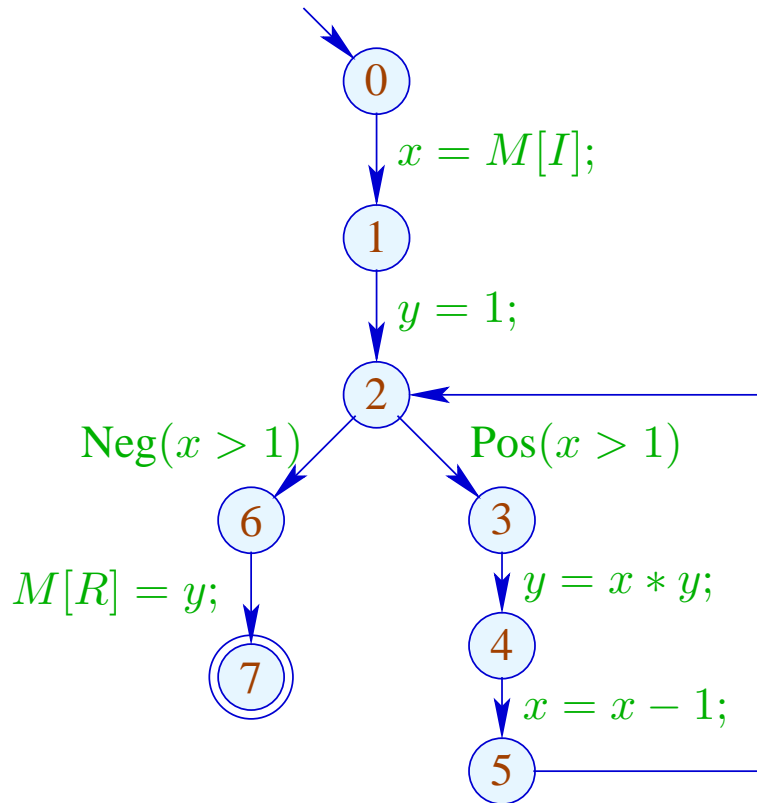 0
x = M[I];
1
y = 1;
2
Neg(x > 1) Pos(x > 1)
6 3
M[R] = y; y = x ∗ y;
7 4
x = x − 1;
5